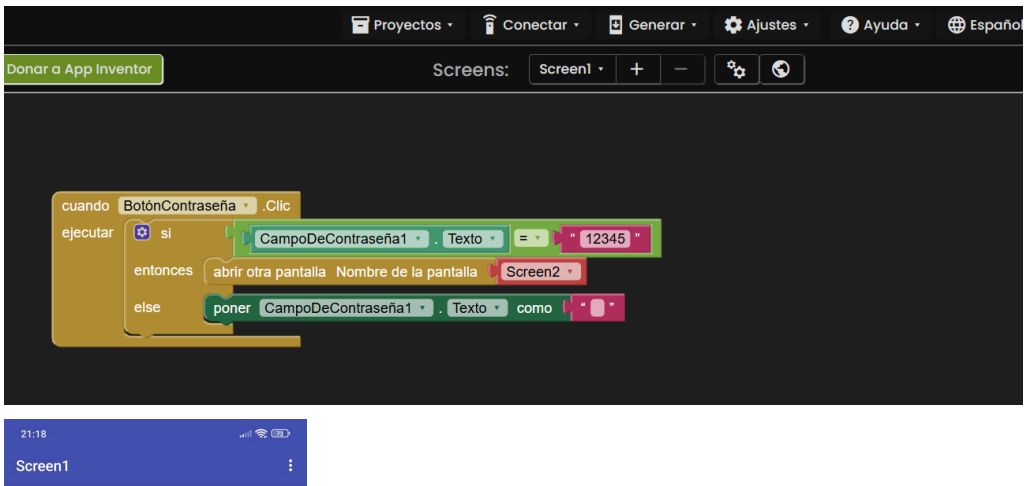 Proyectos Conectar Generar Ajustes Ayuda Español
Donar a App Inventor Screens: Screen1 + −
cuando BotónContraseña .Clic
ejecutar si CampoDeContraseña1 . Texto = " 12345 "
entonces abrir otra pantalla Nombre de la pantalla Screen2
else poner CampoDeContraseña1 . Texto como " "
21:18
Screen1